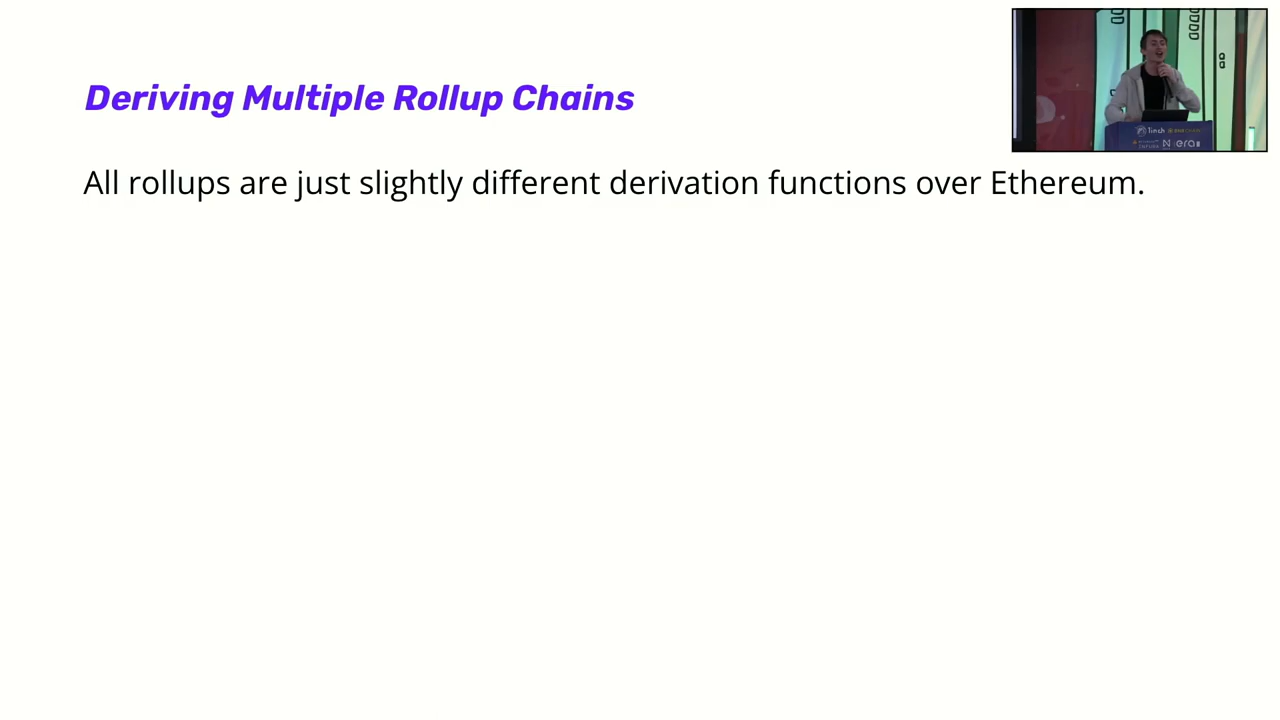 Deriving Multiple Rollup Chains
All rollups are just slightly different derivation functions over Ethereum.